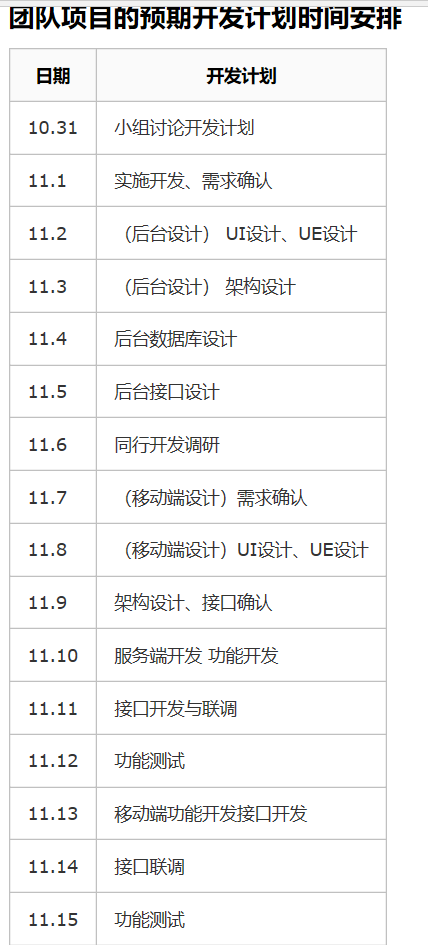 团队项目的预期开发计划时间安排
日期 开发计划
10.31 小组讨论开发计划
11.1 实施开发、需求确认
11.2 （后台设计） UI设计、UE设计
11.3 （后台设计） 架构设计
11.4 后台数据库设计
11.5 后台接口设计
11.6 同行开发调研
11.7 （移动端设计）需求确认
11.8 （移动端设计）UI设计、UE设计
11.9 架构设计、接口确认
11.10 服务端开发 功能开发
11.11 接口开发与联调
11.12 功能测试
11.13 移动端功能开发接口开发
11.14 接口联调
11.15 功能测试